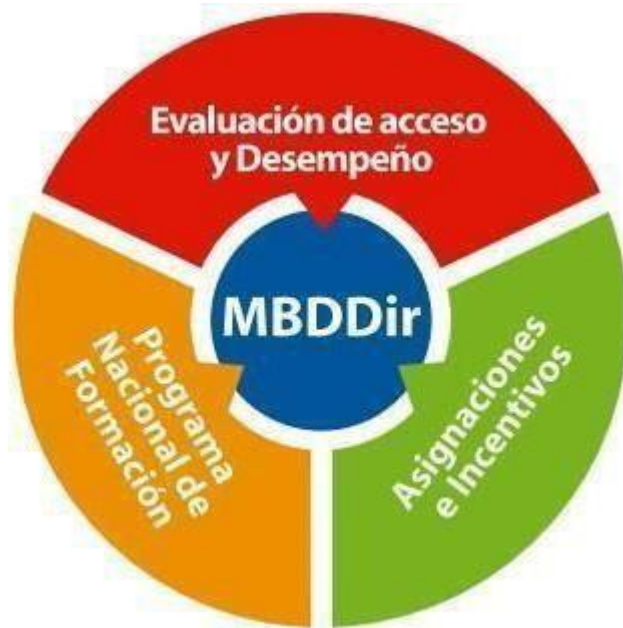 Evaluación de acceso
y Desempeño
MBDDir
Programa
Nacional de
Formación
Asignaciones
e Incentivos